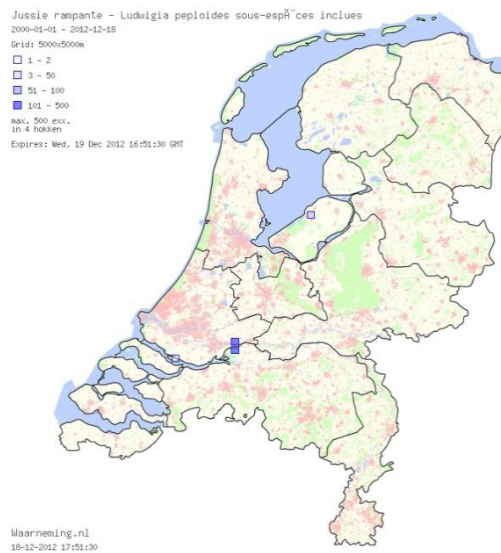 Jussie rampante - Ludwigia peploides sous-espÃ¨ces inclues
2000-01-01 - 2012-12-18
Grid: 5000x5000m
1 - 2
3 - 50
51 - 100
101 - 500
max. 500 exx.
in 4 hokken
Expires: Wed, 19 Dec 2012 16:51:30 GMT
Waarneming.nl
18-12-2012 17:51:30